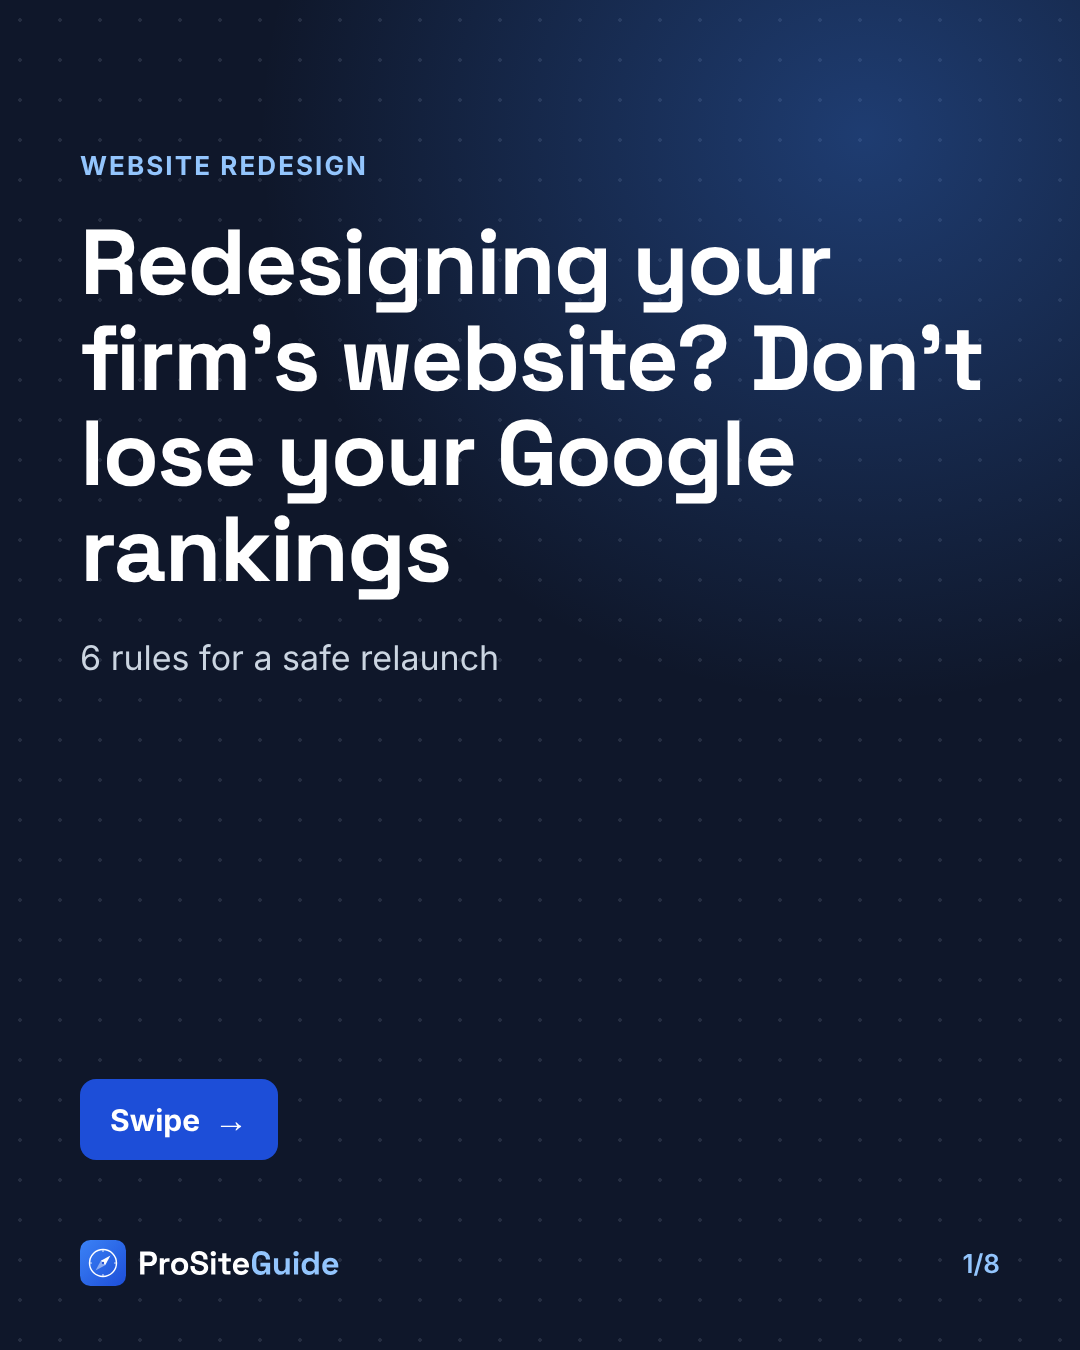 WEBSITE REDESIGN
Redesigning your
firm’s website? Don’t
lose your Google
rankings
6 rules for a safe relaunch
Swipe →
ProSiteGuide
1/8